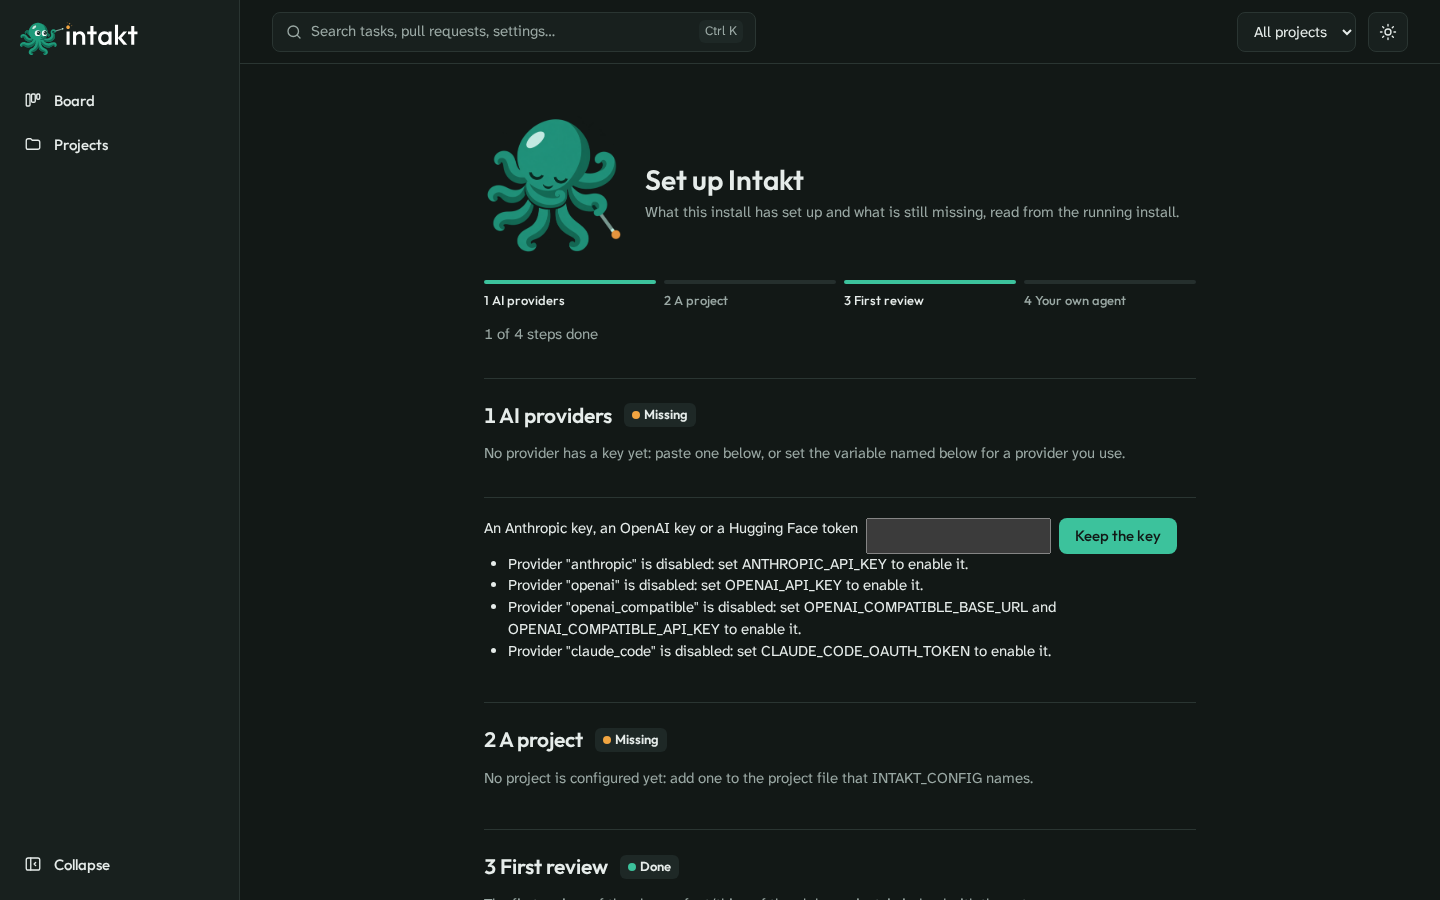 intakt
Search tasks, pull requests, settings...
Ctrl K
All projects
Board
Projects
Set up Intakt
What this install has set up and what is still missing, read from the running install.
1 AI providers
2 A project
3 First review
4 Your own agent
1 of 4 steps done
1 AI providers
Missing
No provider has a key yet: paste one below, or set the variable named below for a provider you use.
An Anthropic key, an OpenAI key or a Hugging Face token
Keep the key
Provider "anthropic" is disabled: set ANTHROPIC_API_KEY to enable it.
Provider "openai" is disabled: set OPENAI_API_KEY to enable it.
Provider "openai_compatible" is disabled: set OPENAI_COMPATIBLE_BASE_URL and
OPENAI_COMPATIBLE_API_KEY to enable it.
Provider "claude_code" is disabled: set CLAUDE_CODE_OAUTH_TOKEN to enable it.
2 A project
Missing
No project is configured yet: add one to the project file that INTAKT_CONFIG names.
3 First review
Done
Collapse